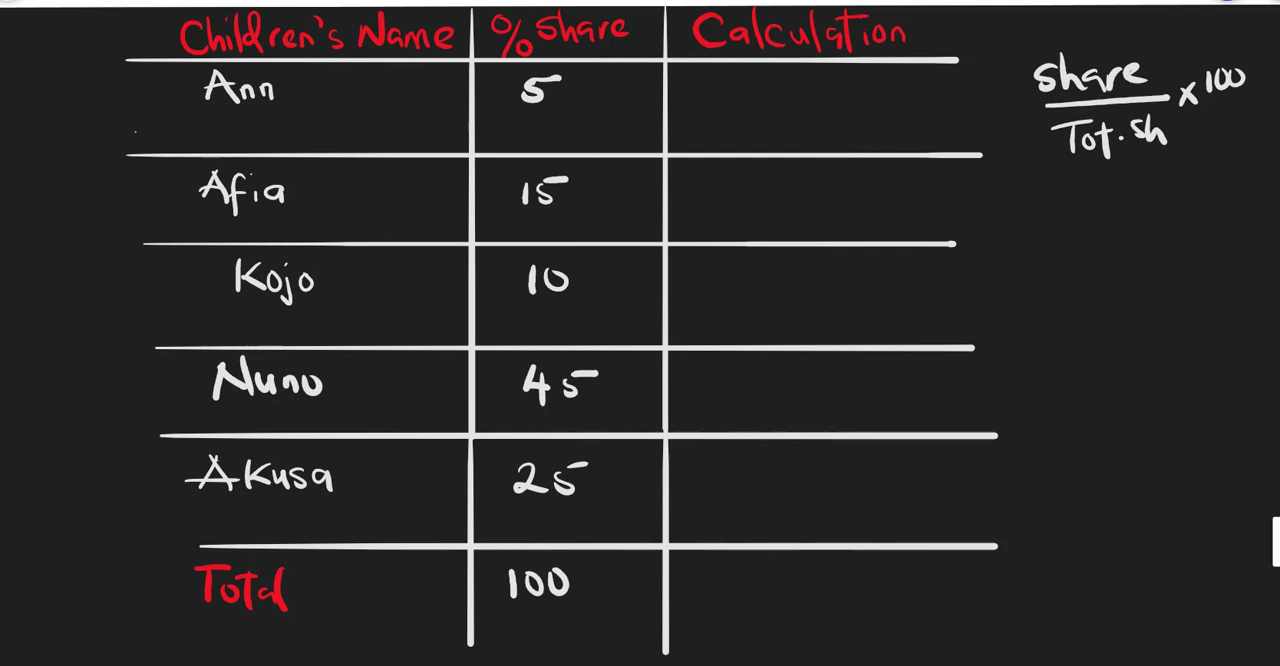 Children's Name % Share Calculation
Ann 5
Afia 15
Kojo 10
Nuno 45
Akusa 25
Total 100
share
Tot. sh
x 100